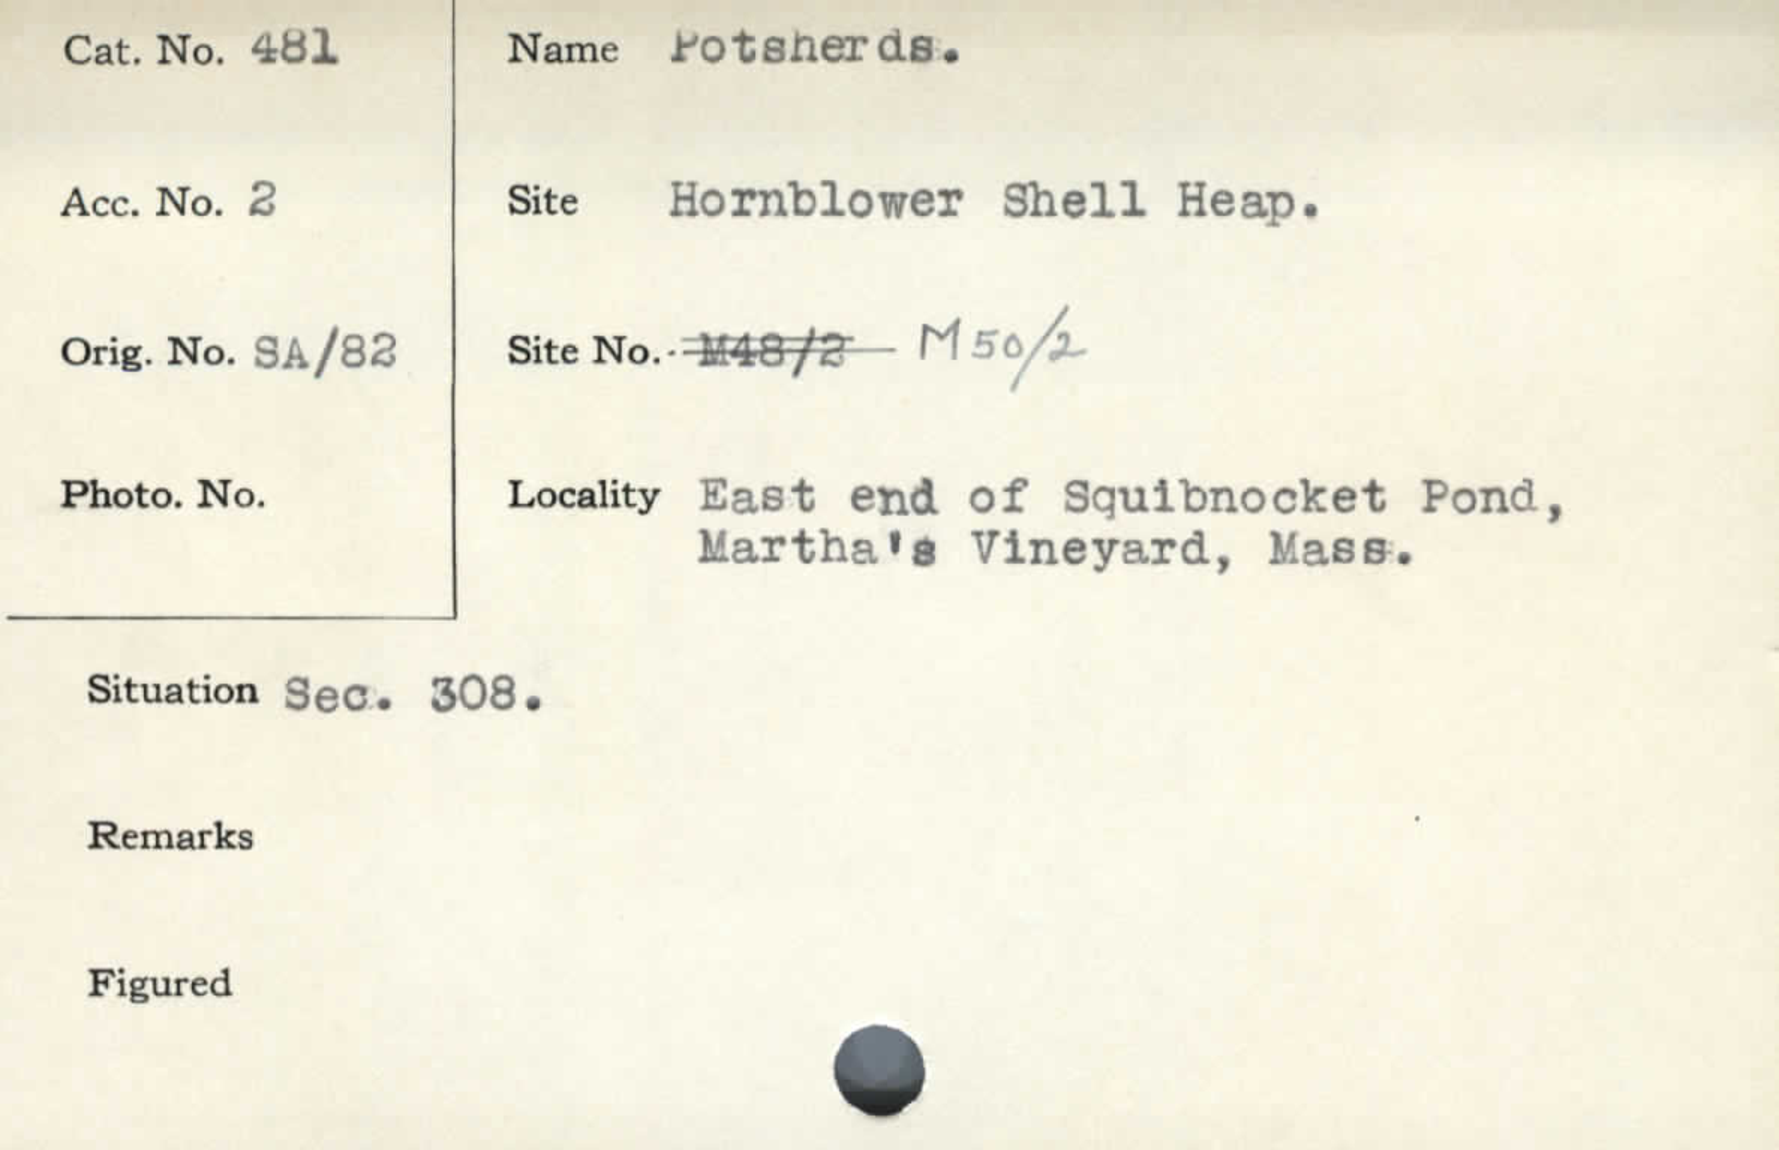 Cat. No. 481
Name Potsherds.
Acc. No. 2
Site Hornblower Shell Heap.
Orig. No. SA/82
Site No. M48/2 M50/2
Photo. No.
Locality East end of Squibnocket Pond,
Martha's Vineyard, Mass.
Situation Sec. 308.
Remarks
Figured